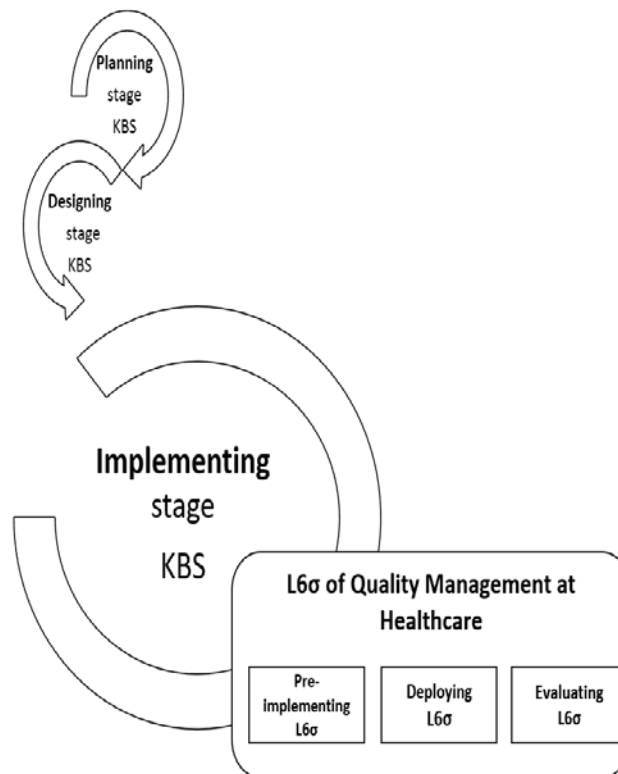 Planning
stage
KBS
Designing
stage
KBS
Implementing
stage
KBS
L6σ of Quality Management at
Healthcare
Pre-
implementing
L6σ
Deploying
L6σ
Evaluating
L6σ